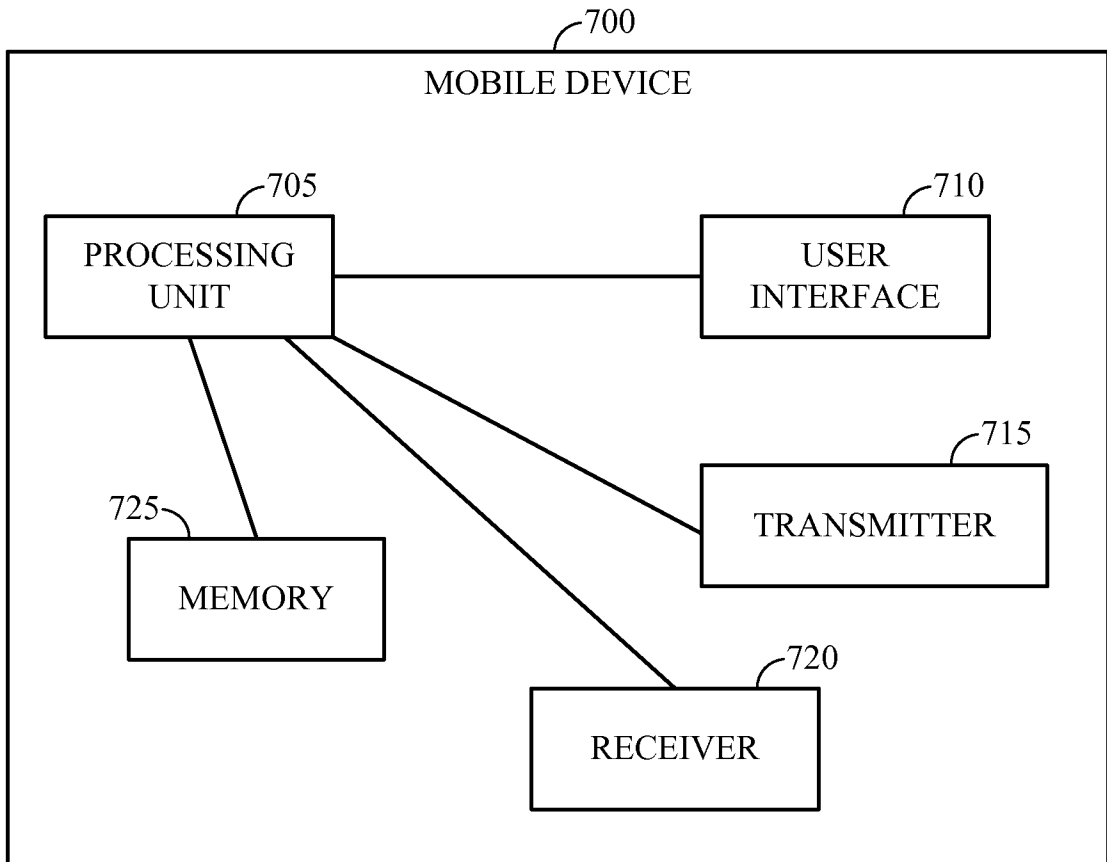 700
MOBILE DEVICE
705
PROCESSING
UNIT
710
USER
INTERFACE
715
TRANSMITTER
725
MEMORY
720
RECEIVER